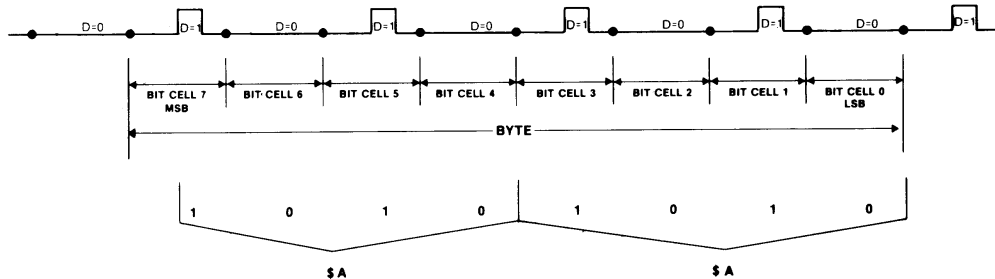 D=0 D=1 D=0 D=1 D=0 D=1 D=0 D=1 D=0 D=1
BIT CELL 7 BIT CELL 6 BIT CELL 5 BIT CELL 4 BIT CELL 3 BIT CELL 2 BIT CELL 1 BIT CELL 0
MSB LSB
BYTE
1 0 1 0 1 0 1 0
$A $A